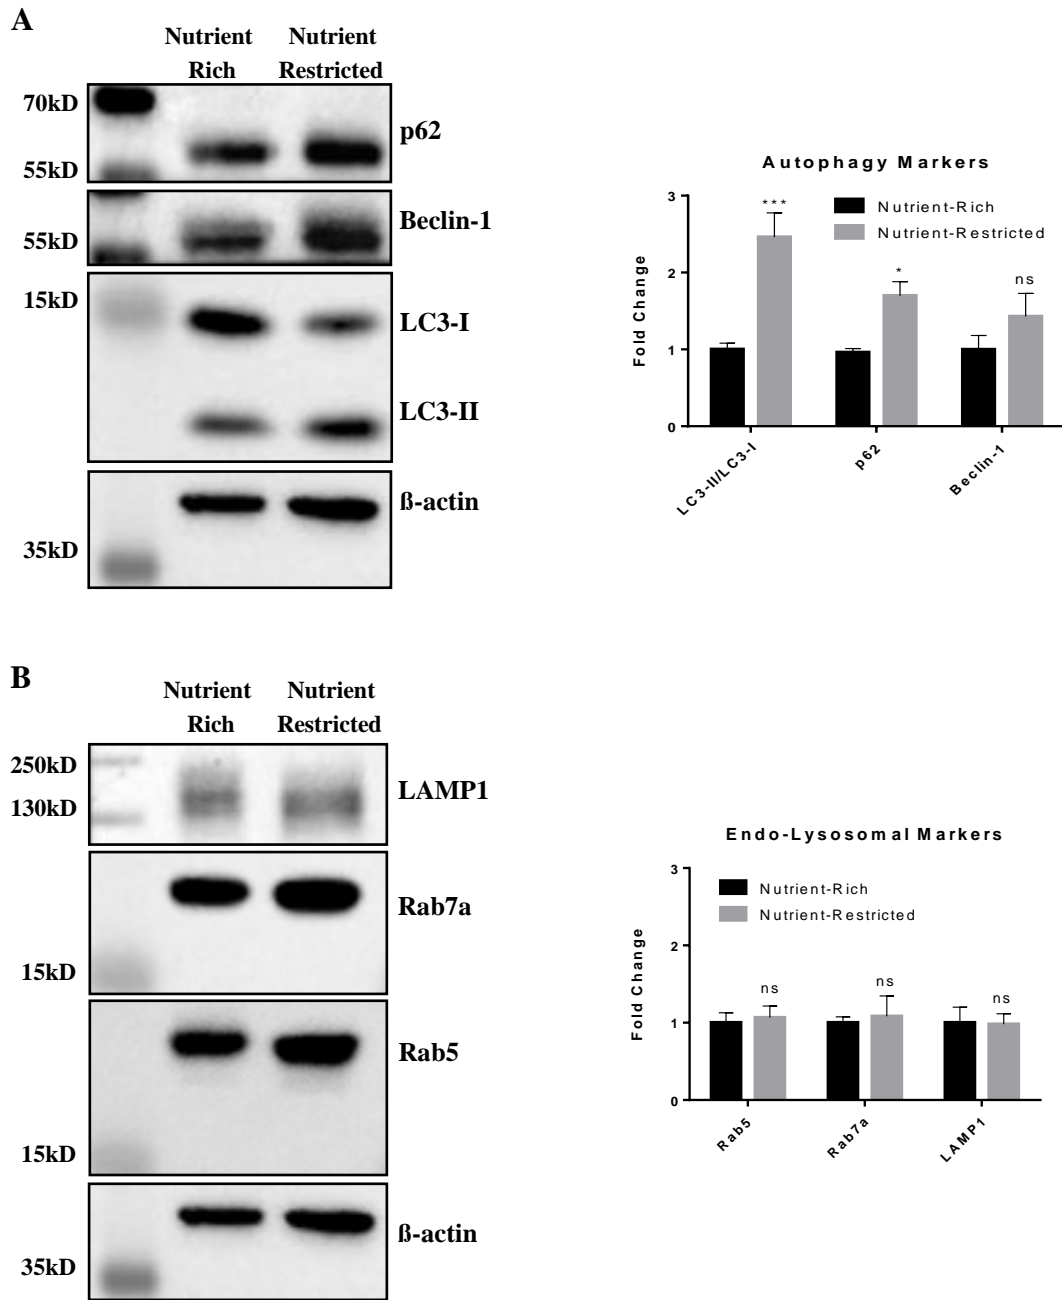 A
Nutrient Rich
Nutrient Restricted
70kD
55kD
p62
55kD
Beclin-1
15kD
LC3-I
LC3-II
ß-actin
35kD
Autophagy Markers
Nutrient-Rich
Nutrient-Restricted
Fold Change
3
2
1
0
***
*
ns
LC3-II/LC3-I
p62
Beclin-1
B
Nutrient Rich
Nutrient Restricted
250kD
130kD
LAMP1
Rab7a
15kD
Rab5
15kD
ß-actin
35kD
Endo-Lysosomal Markers
Nutrient-Rich
Nutrient-Restricted
Fold Change
3
2
1
0
ns
ns
ns
Rab5
Rab7a
LAMP1